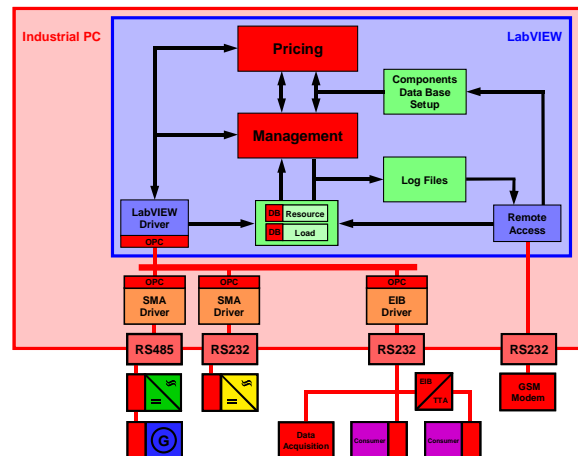 Industrial PC
LabVIEW
Pricing
Components
Data Base
Setup
Management
Log Files
LabVIEW
Driver
OPC
DB Resource
DB Load
Remote
Access
OPC
SMA
Driver
OPC
SMA
Driver
OPC
EIB
Driver
RS485
RS232
RS232
RS232
EIB
TTA
GSM
Modem
G
Data
Acquisition
Consumer
Consumer